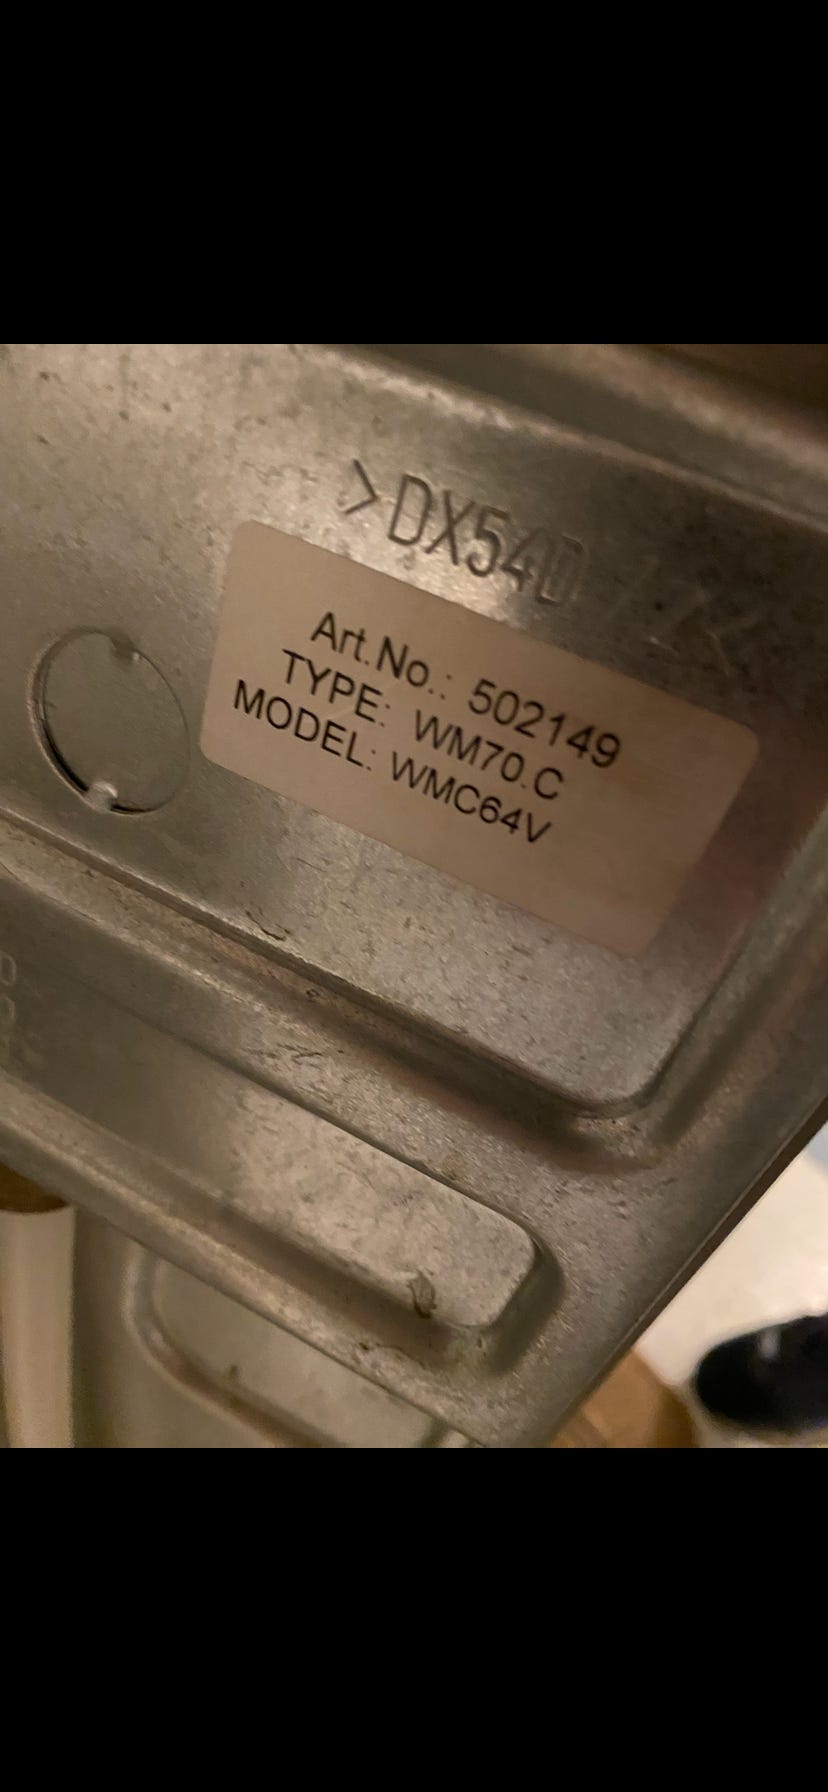 >DX54D
Art.No.: 502149
TYPE: WM70.C
MODEL: WMC64V